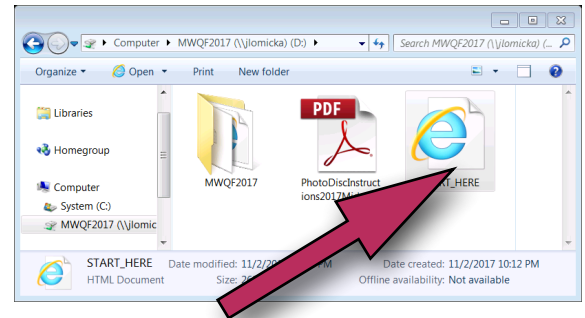 Computer ▸ MWQF2017 (\\jlomicka) (D:) ▸
Search MWQF2017 (\\jlomicka) (...
Organize Open Print New folder
Libraries
Homegroup
Computer
System (C:)
MWQF2017 (\\jlomic
MWQF2017
PDF
PhotoDiscInstruct
ions2017Mid
T_HERE
START_HERE Date modified: 11/2/20 M Date created: 11/2/2017 10:12 PM
HTML Document Size: Offline availability: Not available